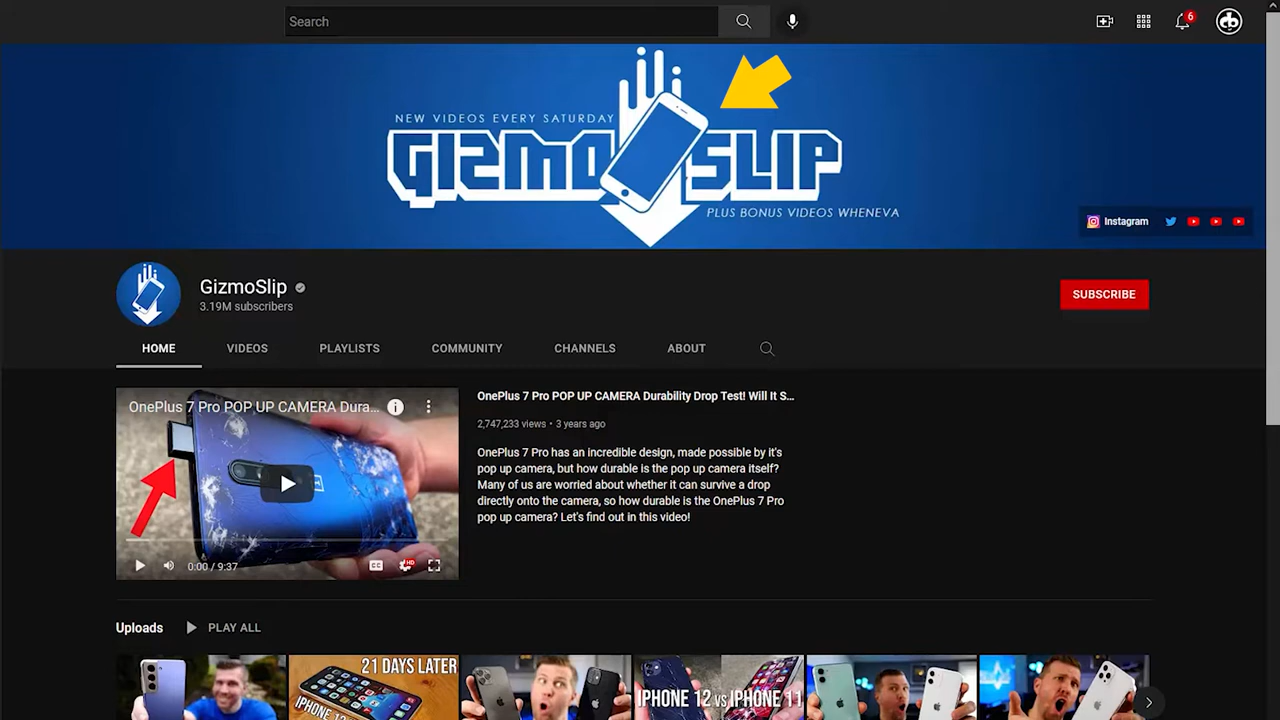 Search
6
NEW VIDEOS EVERY SATURDAY
GIZMO SLIP
PLUS BONUS VIDEOS WHENEVA
Instagram
GizmoSlip
3.19M subscribers
SUBSCRIBE
HOME VIDEOS PLAYLISTS COMMUNITY CHANNELS ABOUT
OnePlus 7 Pro POP UP CAMERA Dura...
0:00 / 9:37
CC
HD
OnePlus 7 Pro POP UP CAMERA Durability Drop Test! Will It S...
2,747,233 views • 3 years ago
OnePlus 7 Pro has an incredible design, made possible by it's
pop up camera, but how durable is the pop up camera itself?
Many of us are worried about whether it can survive a drop
directly onto the camera, so how durable is the OnePlus 7 Pro
pop up camera? Let's find out in this video!
Uploads PLAY ALL
21 DAYS LATER
IPHONE 12 vs IPHONE 11